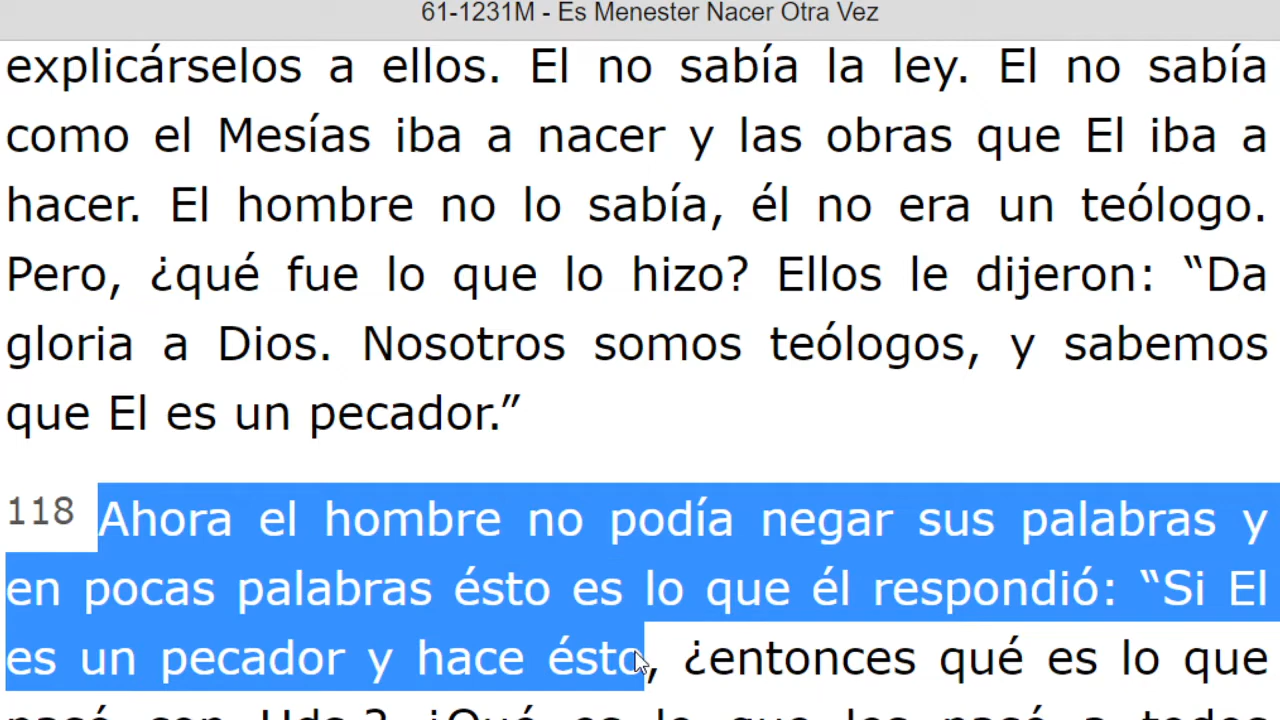 61-1231M - Es Menester Nacer Otra Vez
explicárselos a ellos. El no sabía la ley. El no sabía
como el Mesías iba a nacer y las obras que El iba a
hacer. El hombre no lo sabía, él no era un teólogo.
Pero, ¿qué fue lo que lo hizo? Ellos le dijeron: “Da
gloria a Dios. Nosotros somos teólogos, y sabemos
que El es un pecador.”
118 Ahora el hombre no podía negar sus palabras y
en pocas palabras ésto es lo que él respondió: “Si El
es un pecador y hace ésto, ¿entonces qué es lo que